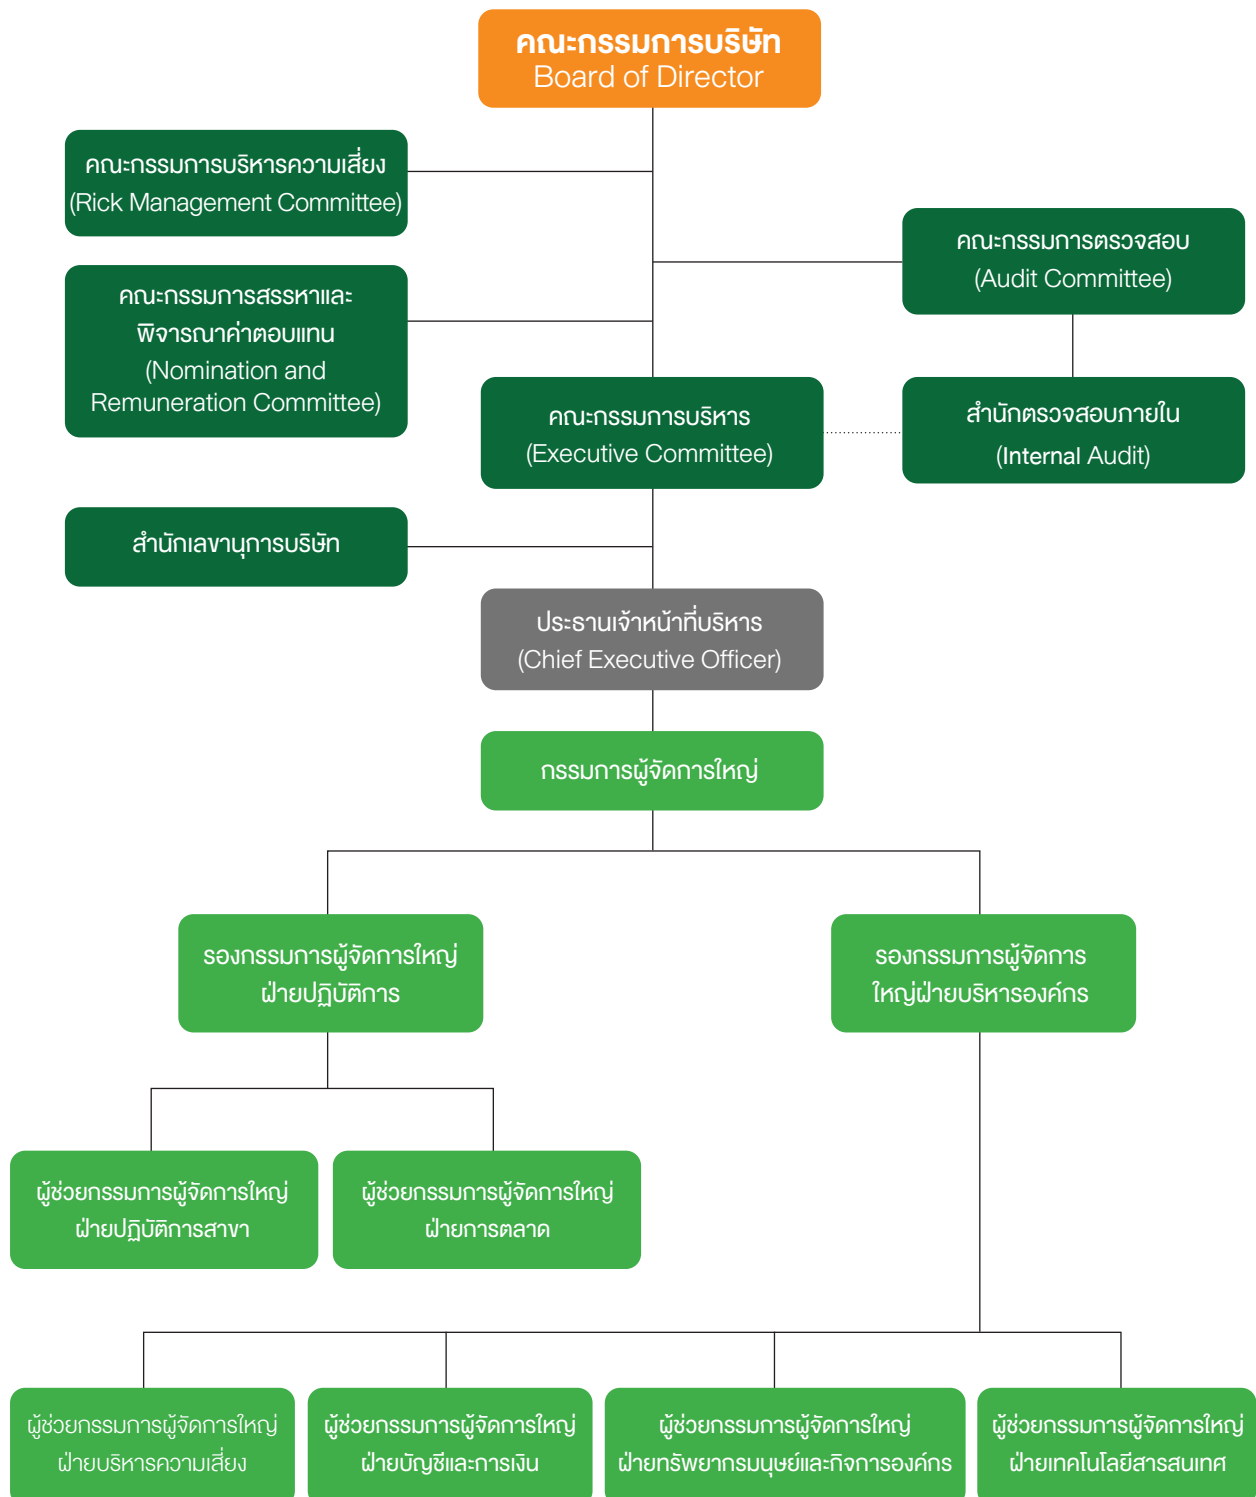 คณะกรรมการบริษัท
Board of Director
คณะกรรมการบริหารความเสี่ยง
(Rick Management Committee)
คณะกรรมการตรวจสอบ
(Audit Committee)
คณะกรรมการสรรหาและ
พิจารณาค่าตอบแทน
(Nomination and
Remuneration Committee)
คณะกรรมการบริหาร
(Executive Committee)
สำนักตรวจสอบภายใน
(Internal Audit)
สำนักเลขานุการบริษัท
ประธานเจ้าหน้าที่บริหาร
(Chief Executive Officer)
กรรมการผู้จัดการใหญ่
รองกรรมการผู้จัดการใหญ่
ฝ่ายปฏิบัติการ
รองกรรมการผู้จัดการ
ใหญ่ฝ่ายบริหารองค์กร
ผู้ช่วยกรรมการผู้จัดการใหญ่
ฝ่ายปฏิบัติการสาขา
ผู้ช่วยกรรมการผู้จัดการใหญ่
ฝ่ายการตลาด
ผู้ช่วยกรรมการผู้จัดการใหญ่
ฝ่ายบริหารความเสี่ยง
ผู้ช่วยกรรมการผู้จัดการใหญ่
ฝ่ายบัญชีและการเงิน
ผู้ช่วยกรรมการผู้จัดการใหญ่
ฝ่ายทรัพยากรมนุษย์และกิจการองค์กร
ผู้ช่วยกรรมการผู้จัดการใหญ่
ฝ่ายเทคโนโลยีสารสนเทศ